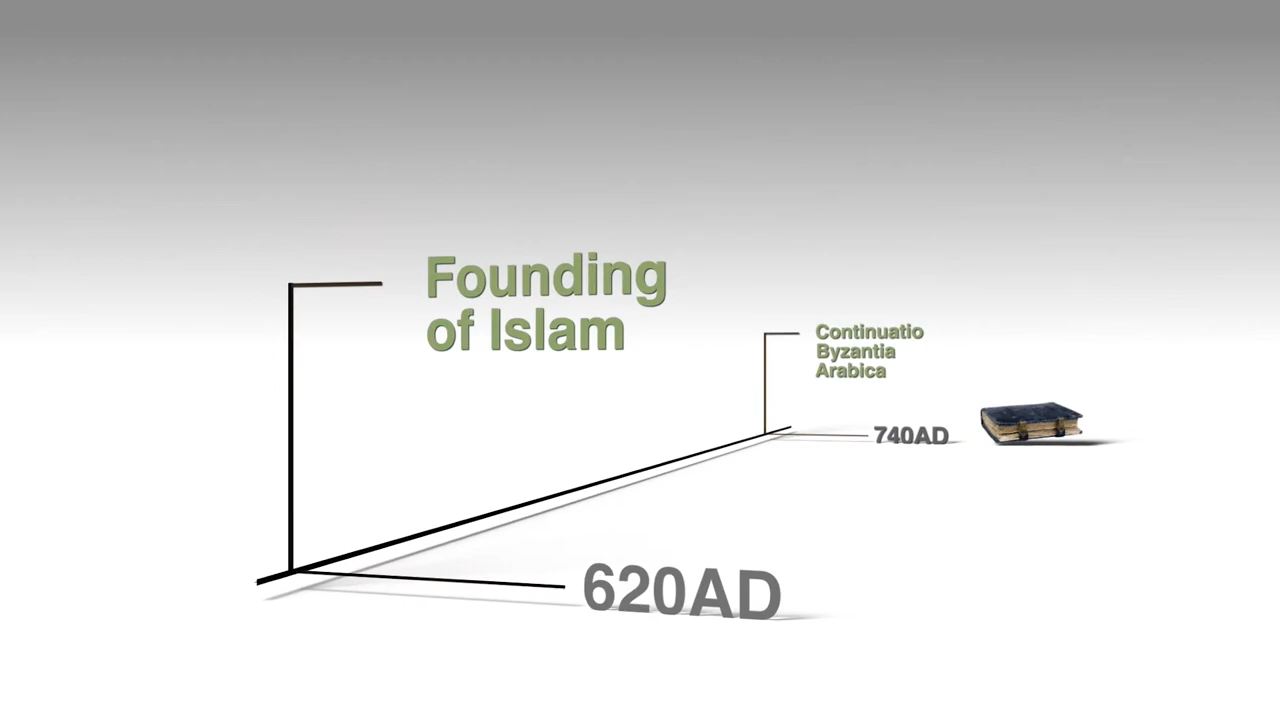 Founding
of Islam
620AD
Continuatio
Byzantia
Arabica
740AD